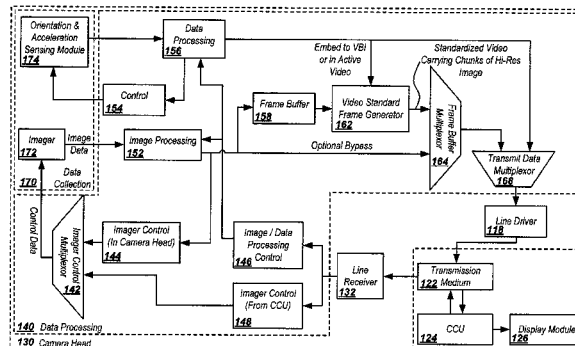 Orientation &
Acceleration
Sensing Module
174
Data
Processing
156
Embed to VBI
or in Active
Video
Standardized Video
Carrying Chunks of
Hi-Res
Image
Control
154
Frame Buffer
158
Video Standard
Frame Generator
162
Frame Buffer
Multiplexor
164
Imager
172
Image
Data
Image Processing
152
Optional Bypass
Transmit Data
Multiplexor
168
170
Data
Collection
Control Data
Line Driver
118
Imager Control
Multiplexor
142
Imager Control
(In Camera Head)
144
Image / Data
Processing
Control
146
Line
Receiver
132
Transmission
Medium
122
Imager Control
(From CCU)
148
CCU
124
Display Module
126
140 Data Processing
130 Camera Head